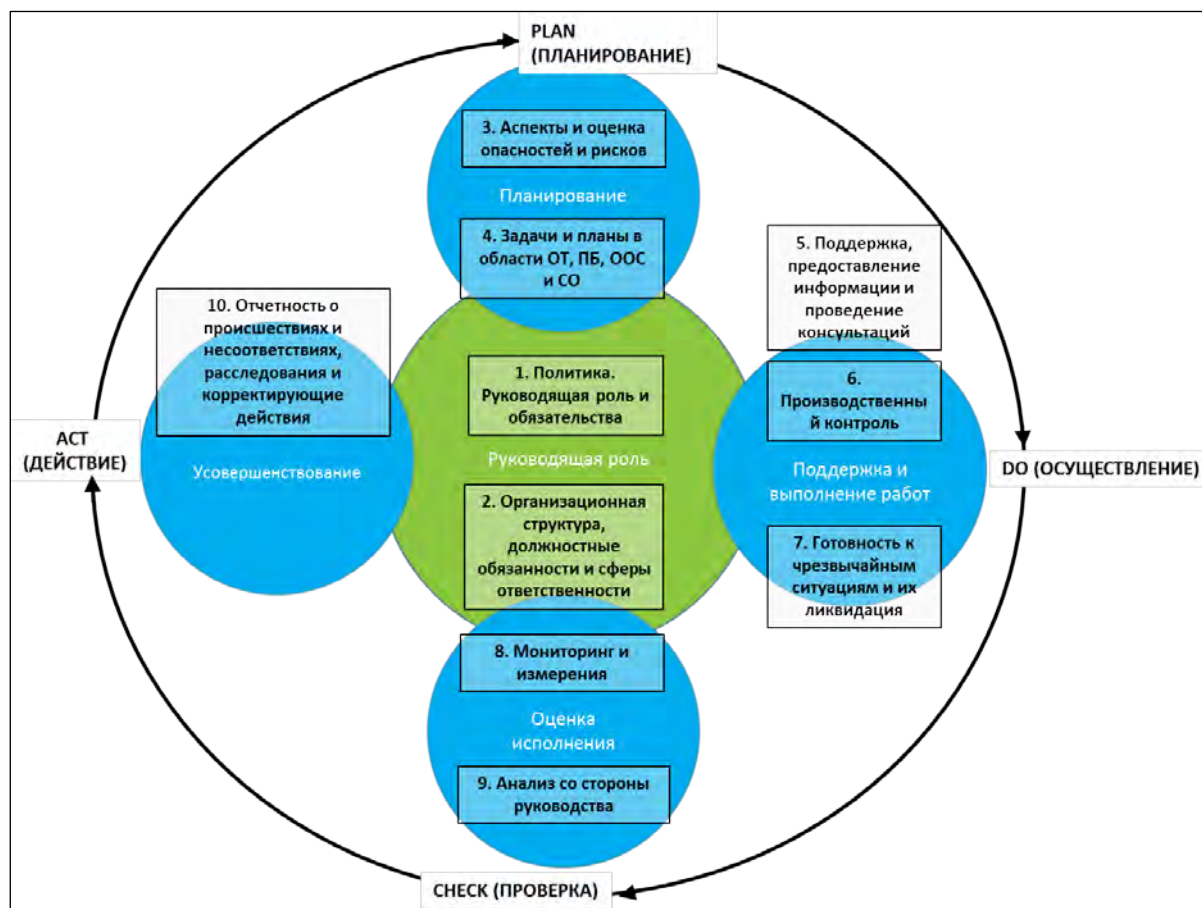 PLAN
(ПЛАНИРОВАНИЕ)
3. Аспекты и оценка
опасностей и рисков
Планирование
4. Задачи и планы в
области ОТ, ПБ, ООС
и СО
5. Поддержка,
предоставление
информации и
проведение
консультаций
10. Отчетность о
происшествиях и
несоответствиях,
расследования и
корректирующие
действия
1. Политика.
Руководящая роль и
обязательства
6.
Производственны
й контроль
ACT
(ДЕЙСТВИЕ)
Усовершенствование
Руководящая роль
Поддержка и
выполнение работ
DO (ОСУЩЕСТВЛЕНИЕ)
2. Организационная
структура,
должностные
обязанности и сферы
ответственности
7. Готовность к
чрезвычайным
ситуациям и их
ликвидация
8. Мониторинг и
измерения
Оценка
исполнения
9. Анализ со стороны
руководства
CHECK (ПРОВЕРКА)